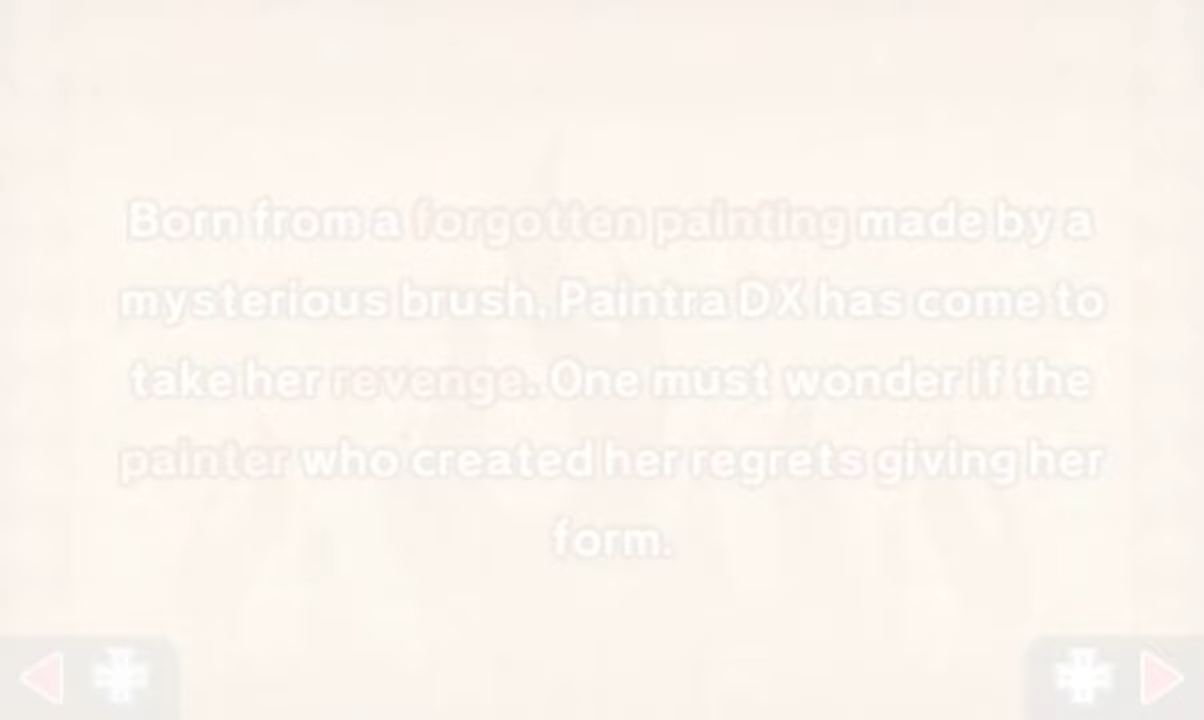 Born from a forgotten painting made by a
mysterious brush, Paintra DX has come to
take her revenge. One must wonder if the
painter who created her regrets giving her
form.